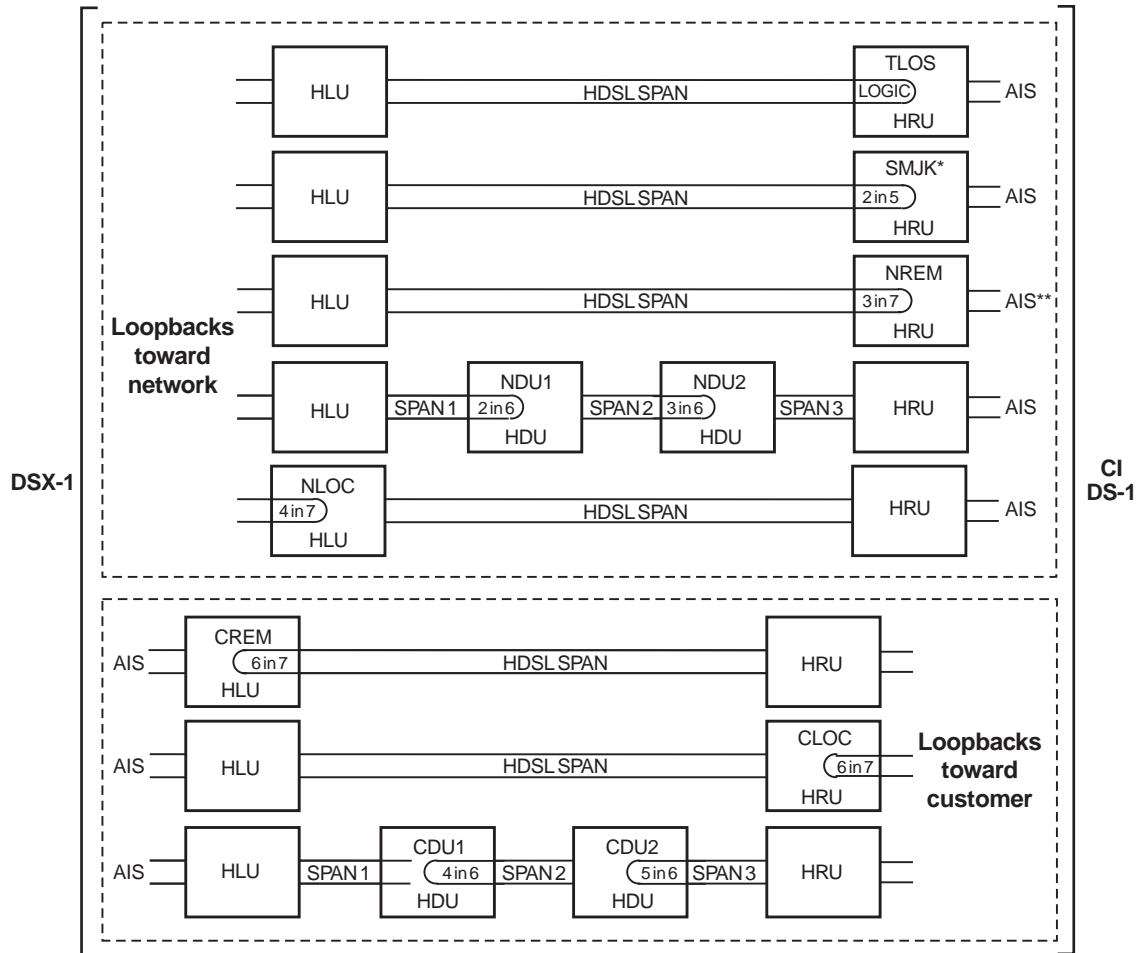 TLOS
HLU
HDSL SPAN
LOGIC
AIS
HRU
SMJK*
HLU
HDSL SPAN
2 in 5
AIS
HRU
NREM
HLU
HDSL SPAN
3 in 7
AIS**
HRU
Loopbacks
toward
network
NDU1
NDU2
HLU
SPAN 1
2 in 6
SPAN 2
3 in 6
SPAN 3
HRU
AIS
HDU
HDU
DSX-1
CI
DS-1
NLOC
4 in 7
HDSL SPAN
HRU
AIS
HLU
CREM
AIS
6 in 7
HDSL SPAN
HRU
HLU
CLOC
AIS
HLU
HDSL SPAN
6 in 7
HRU
Loopbacks
toward
customer
CDU1
CDU2
AIS
HLU
SPAN 1
4 in 6
SPAN 2
5 in 6
SPAN 3
HRU
HDU
HDU